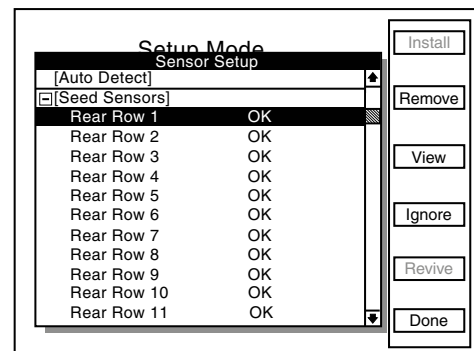 Setup Mode
Sensor Setup
[Auto Detect]
[Seed Sensors]
Rear Row 1 OK
Rear Row 2 OK
Rear Row 3 OK
Rear Row 4 OK
Rear Row 5 OK
Rear Row 6 OK
Rear Row 7 OK
Rear Row 8 OK
Rear Row 9 OK
Rear Row 10 OK
Rear Row 11 OK
Install
Remove
View
Ignore
Revive
Done